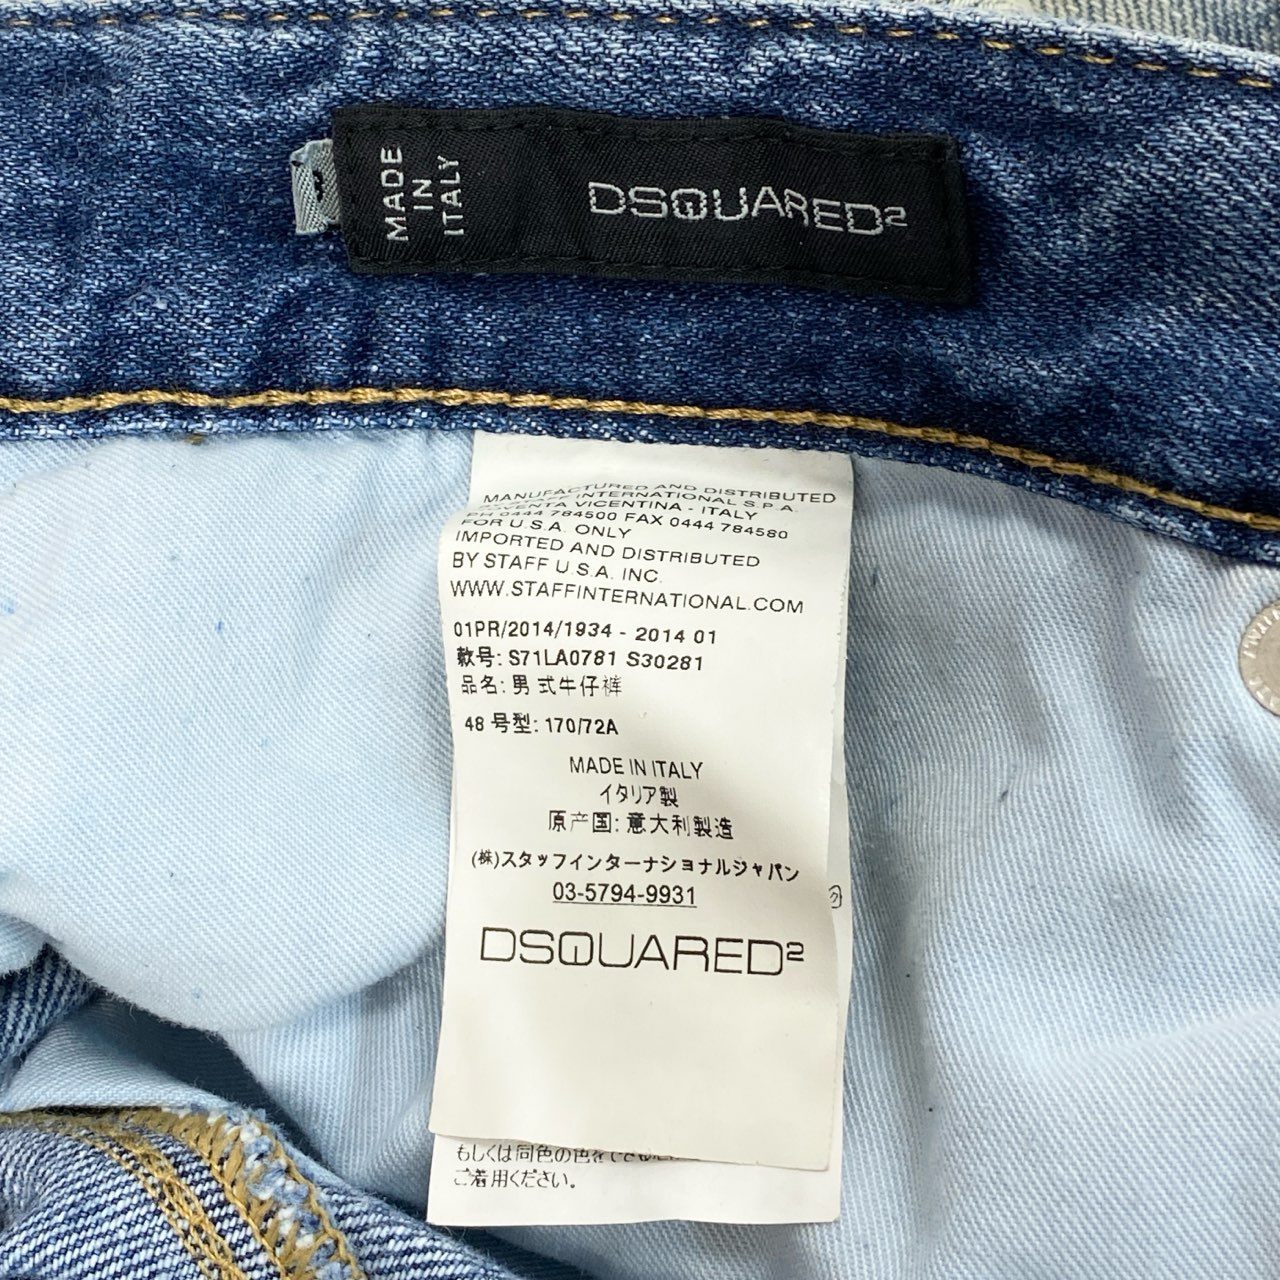 MADE
IN
ITALY
DSQUARED2
MANUFACTURED AND DISTRIBUTED
STAFF INTERNATIONAL S.P.A.
VICENTINA - ITALY
PH 0444 784500 FAX 0444 784580
FOR U.S.A. ONLY
IMPORTED AND DISTRIBUTED
BY STAFF U.S.A. INC.
WWW.STAFFINTERNATIONAL.COM
01PR/2014/1934 - 2014 01
款号: S71LA0781 S30281
品名: 男式牛仔裤
48 号型: 170/72A
MADE IN ITALY
イタリア製
原产国: 意大利製造
(株)スタッフインターナショナルジャパン
03-5794-9931
DSQUARED2
もしくは同色の色を
ご着用ください。